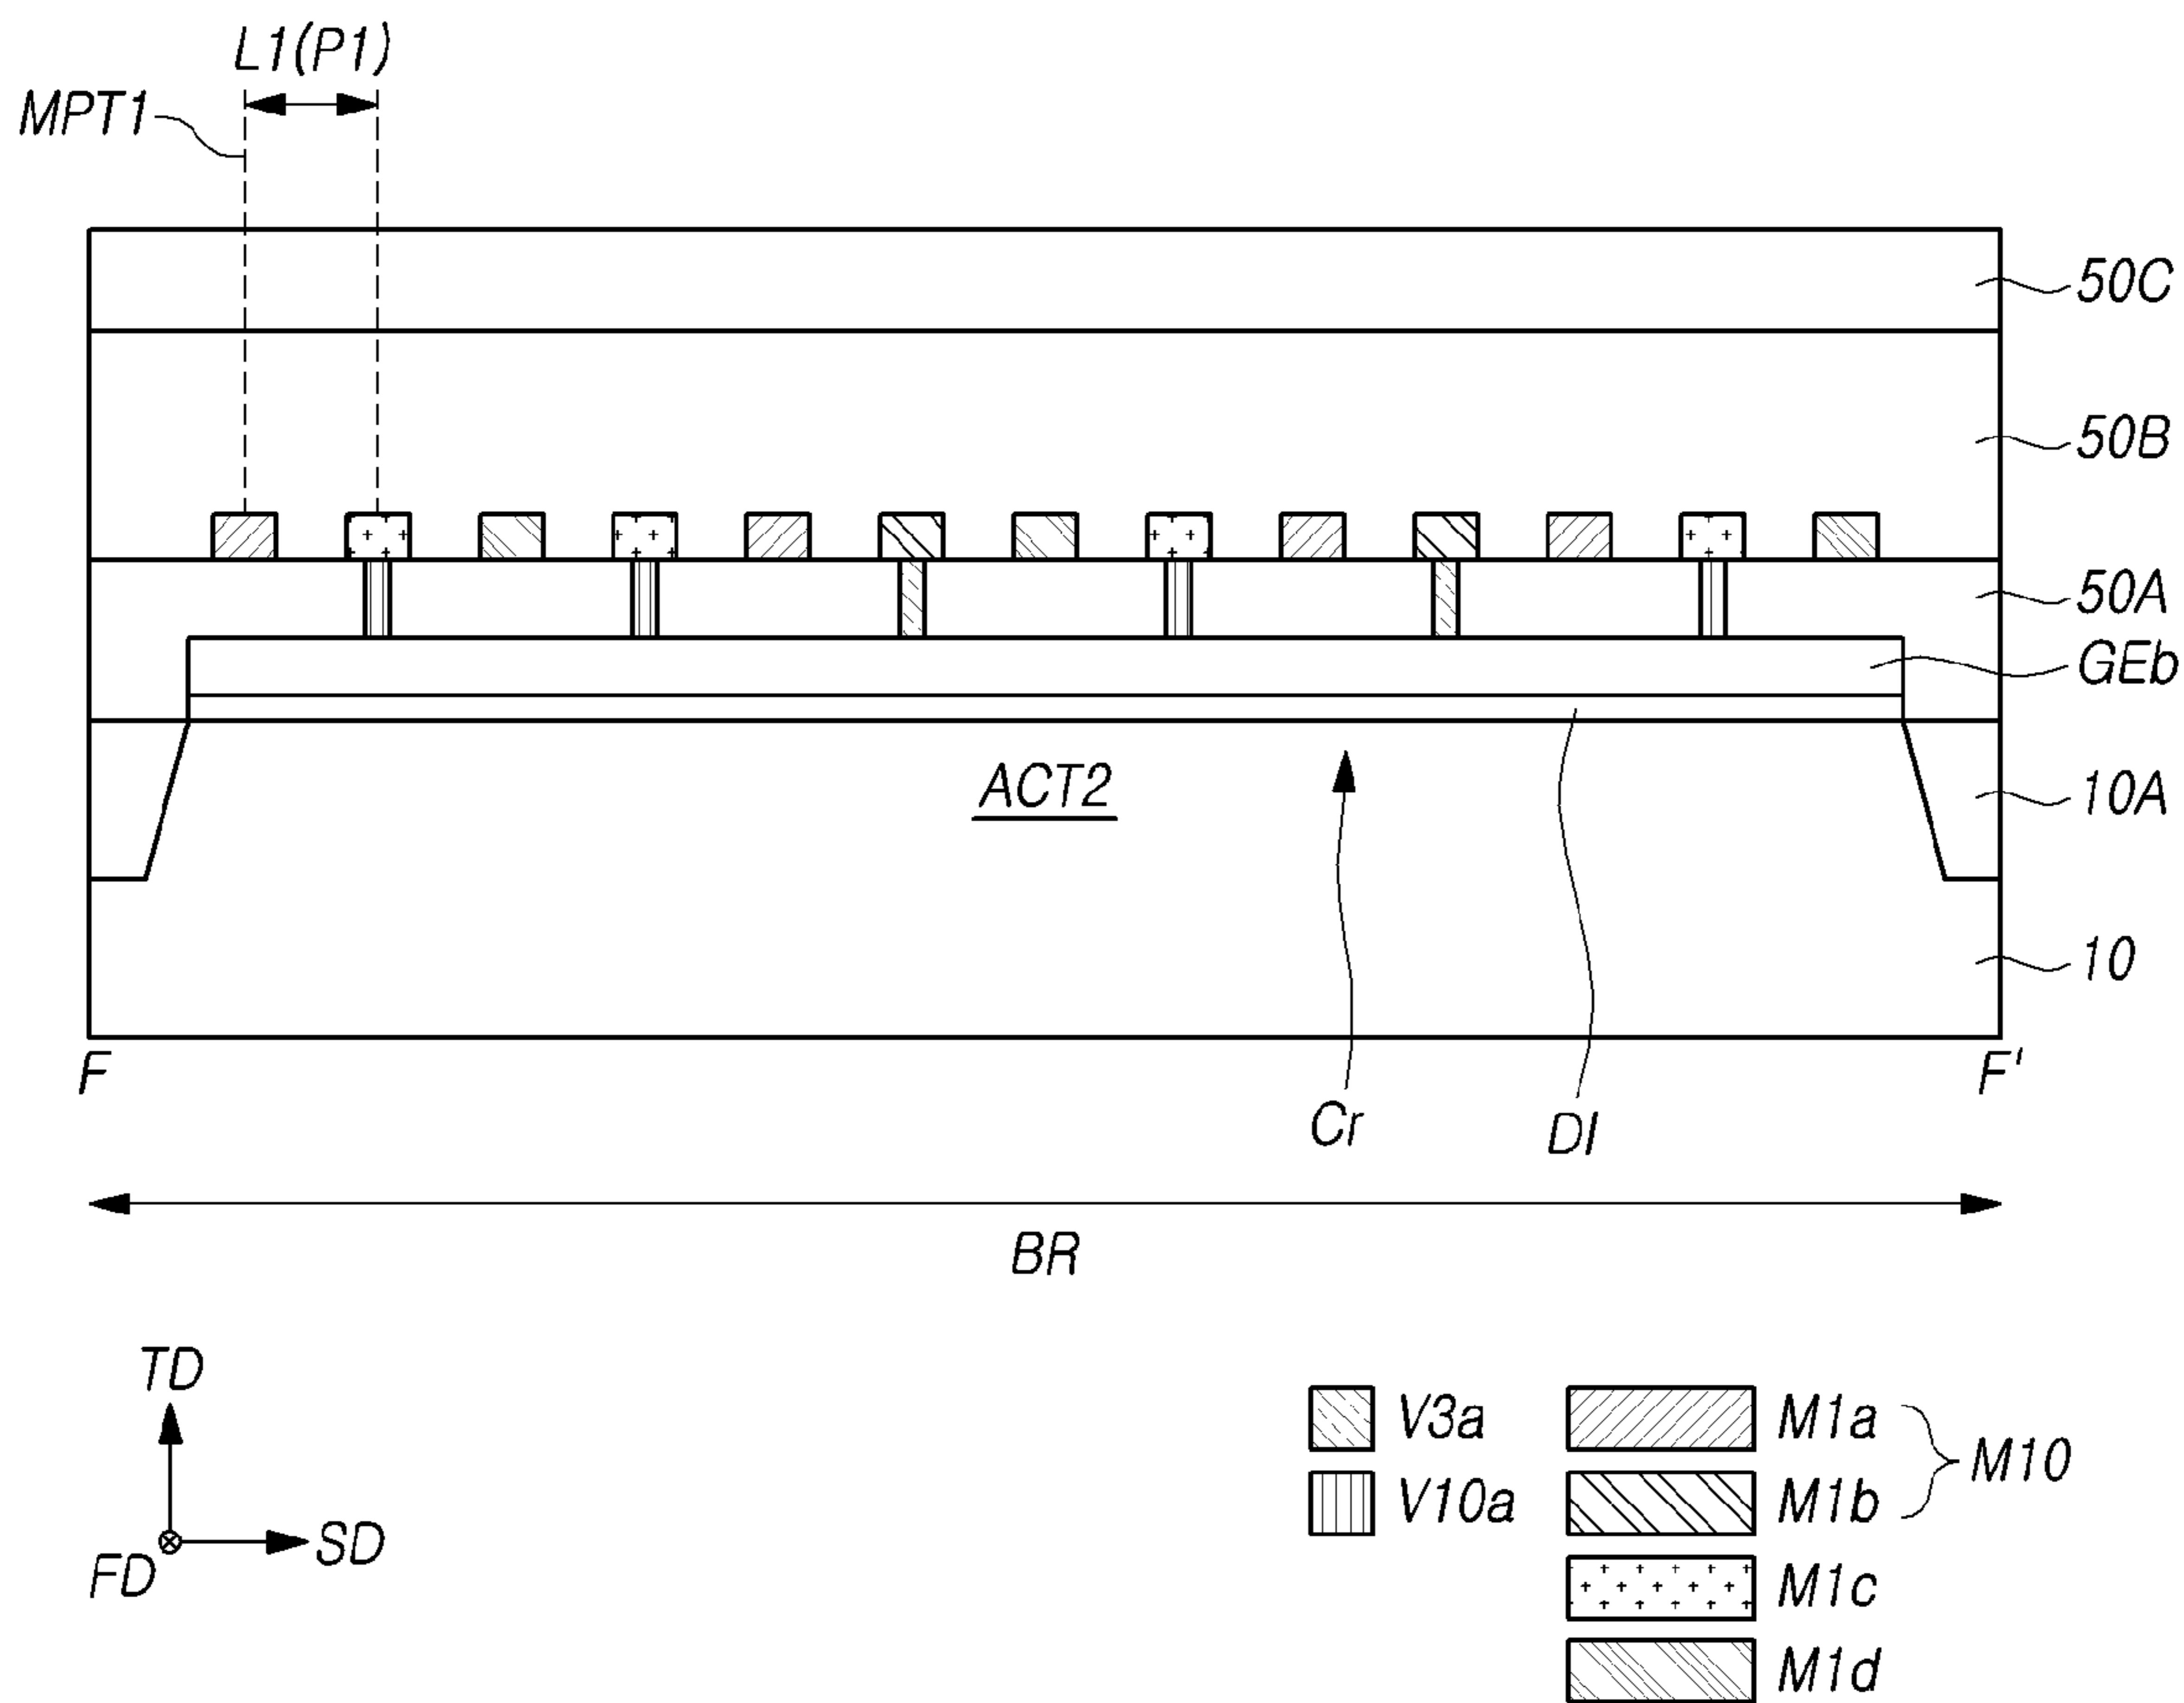 L1(P1)
MPT1
50C
50B
50A
GEb
ACT2
10A
10
F
F'
Cr
DI
BR
TD
SD
FD
V3a
V10a
M1a
M1b
M10
M1c
M1d